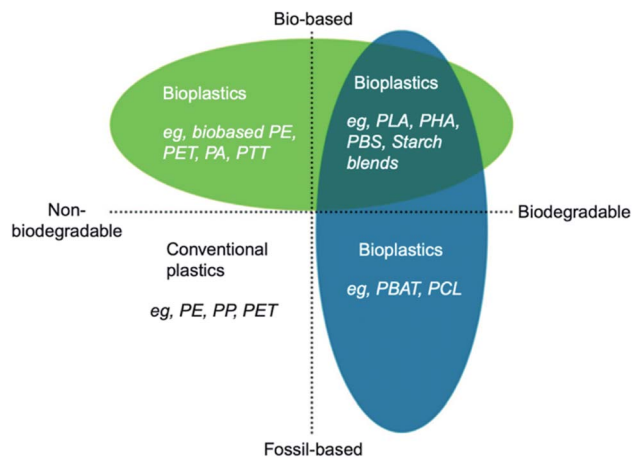 Bio-based
Bioplastics
eg, biobased PE,
PET, PA, PTT
Bioplastics
eg, PLA, PHA,
PBS, Starch
blends
Non-
biodegradable
Biodegradable
Conventional
plastics
eg, PE, PP, PET
Bioplastics
eg, PBAT, PCL
Fossil-based